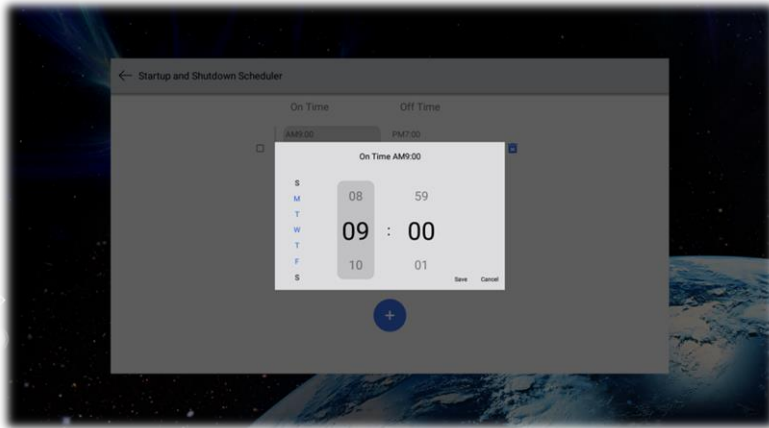 Startup and Shutdown Scheduler
On Time Off Time
AM9:00 PM7:00
On Time AM9:00
S
M
T
W
T
F
S
08 59
09 : 00
10 01
Save Cancel
+